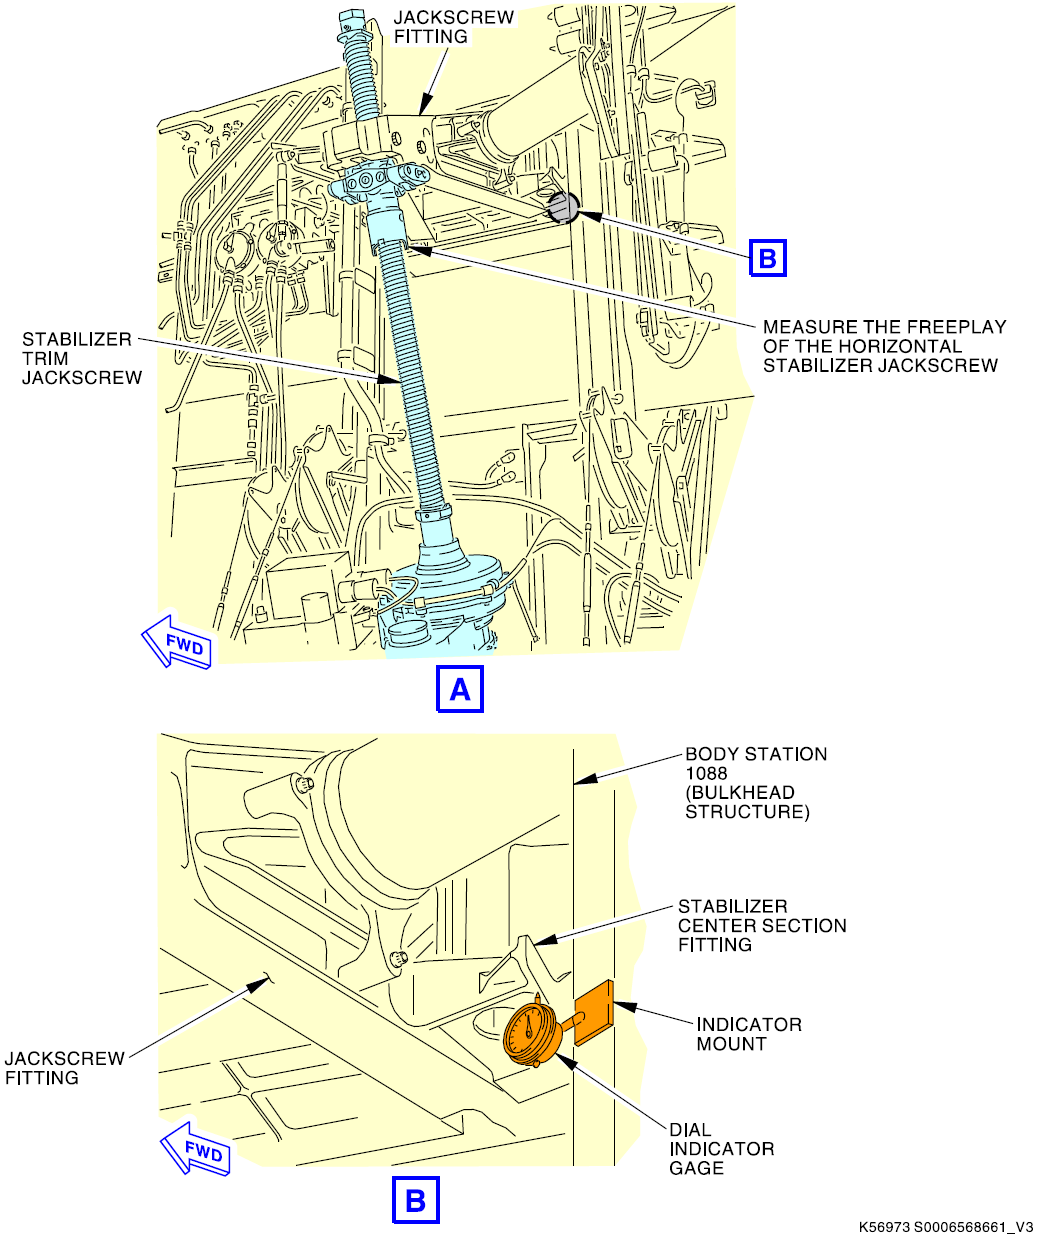 JACKSCREW
FITTING
B
STABILIZER
TRIM
JACKSCREW
MEASURE THE FREEPLAY
OF THE HORIZONTAL
STABILIZER JACKSCREW
FWD
A
BODY STATION
1088
(BULKHEAD
STRUCTURE)
STABILIZER
CENTER SECTION
FITTING
INDICATOR
MOUNT
JACKSCREW
FITTING
DIAL
INDICATOR
GAGE
FWD
B
K56973 S0006568661_V3